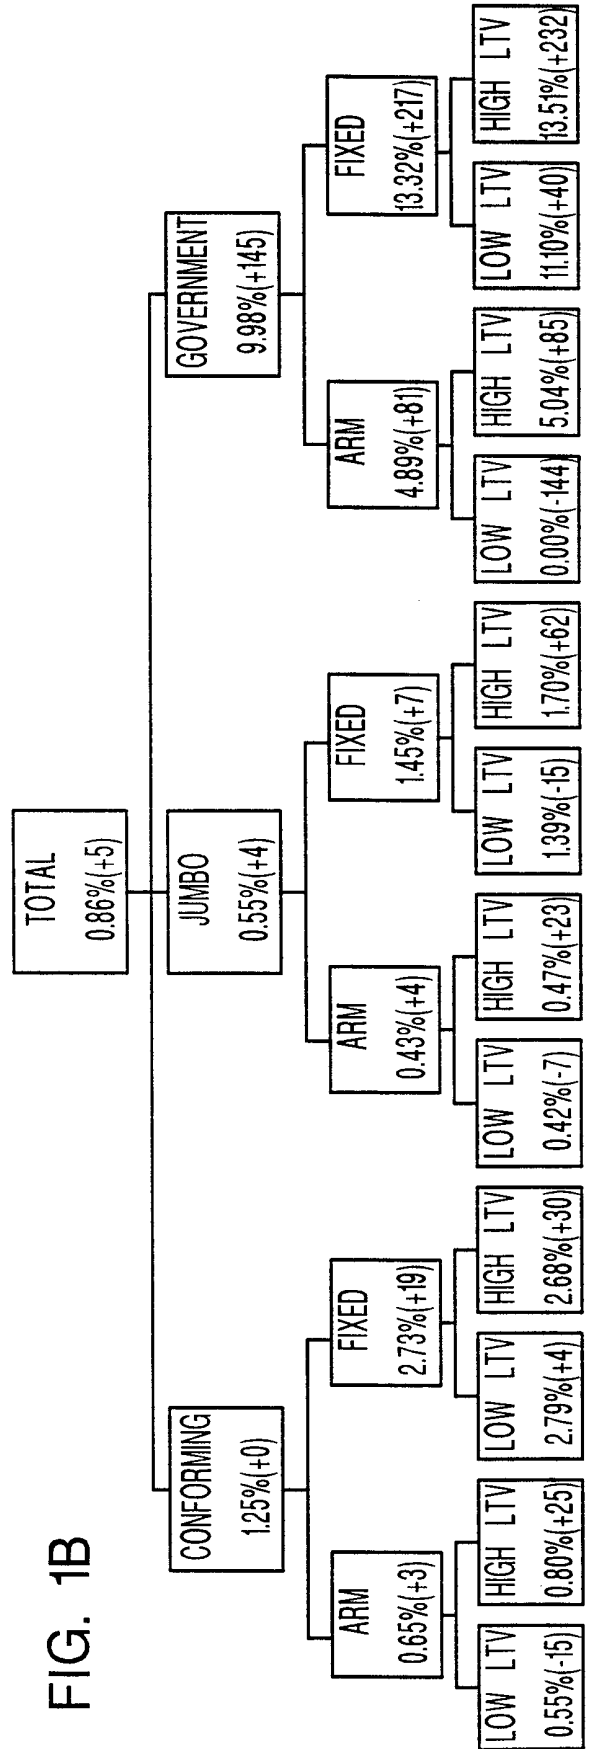 FIG. 1B
TOTAL
0.86%(+5)
CONFORMING
1.25%(+0)
JUMBO
0.55%(+4)
GOVERNMENT
9.98%(+145)
ARM
0.65%(+3)
FIXED
2.73%(+19)
ARM
0.43%(+4)
FIXED
1.45%(+7)
ARM
4.89%(+81)
FIXED
13.32%(+217)
LOW LTV
0.55%(-15)
HIGH LTV
0.80%(+25)
LOW LTV
2.79%(+4)
HIGH LTV
2.68%(+30)
LOW LTV
0.42%(-7)
HIGH LTV
0.47%(+23)
LOW LTV
1.39%(-15)
HIGH LTV
1.70%(+62)
LOW LTV
0.00%(-144)
HIGH LTV
5.04%(+85)
LOW LTV
11.10%(+40)
HIGH LTV
13.51%(+232)